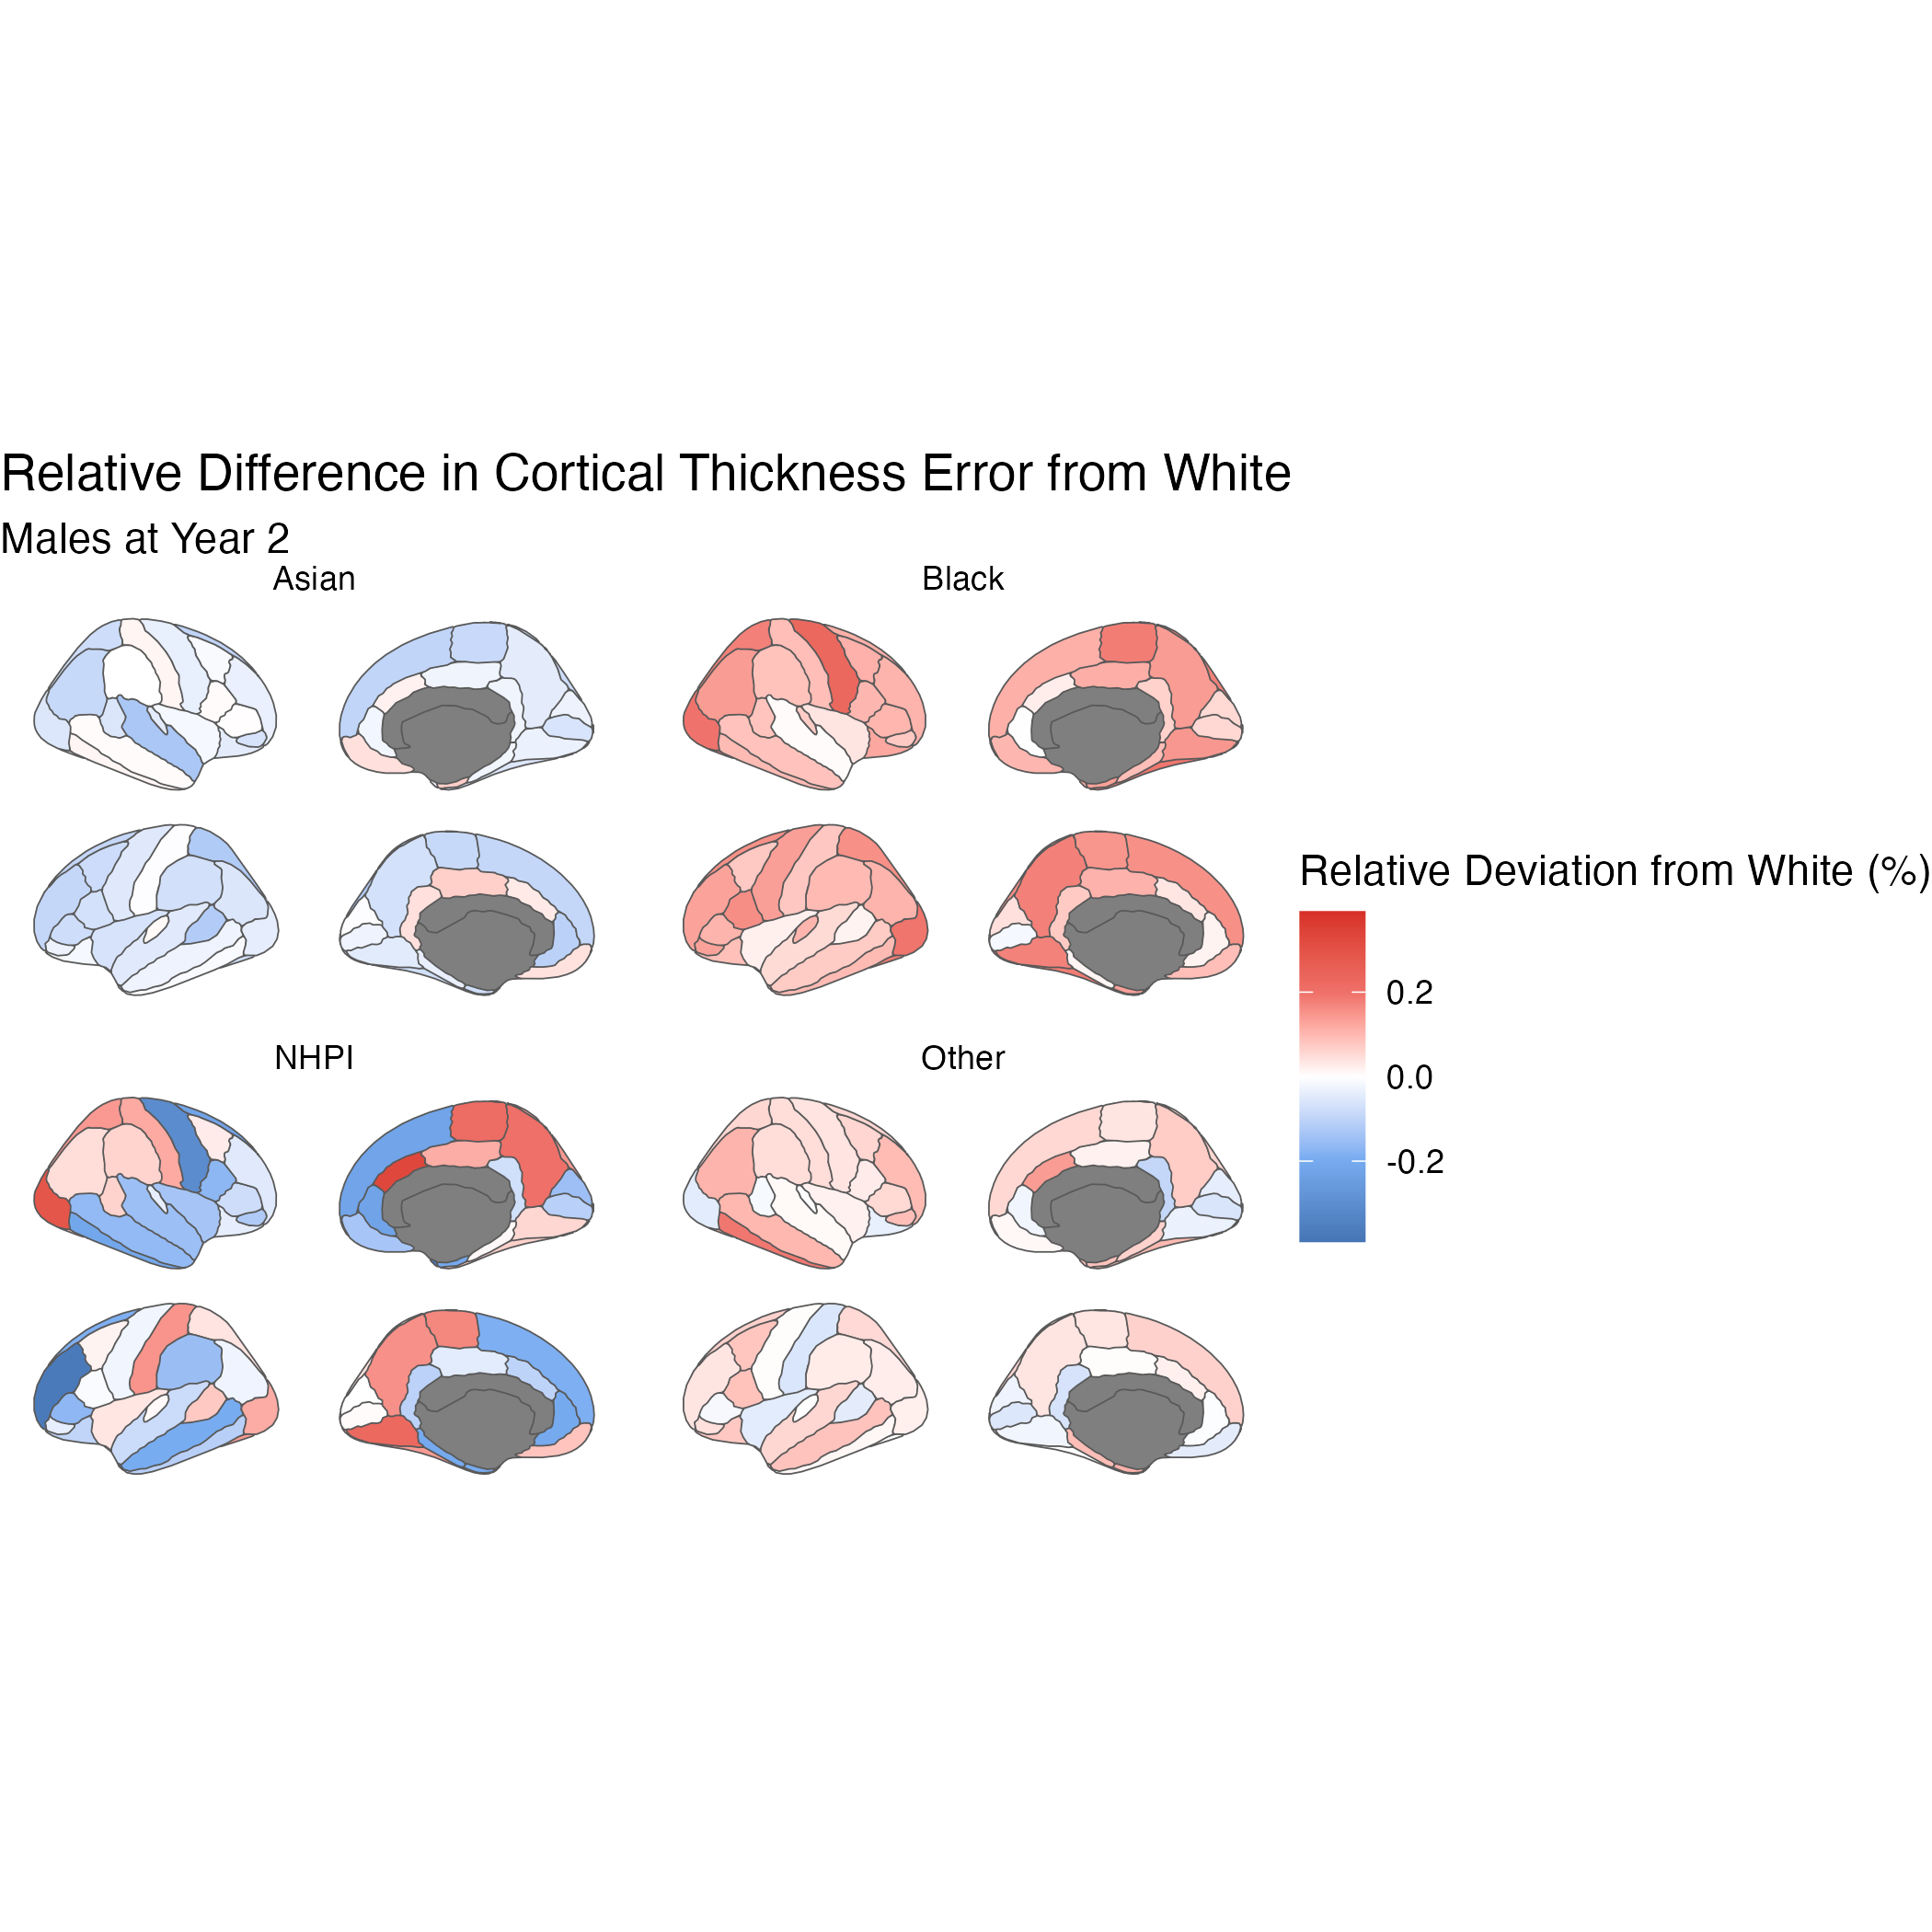 Relative Difference in Cortical Thickness Error from White
Males at Year 2
Asian
Black
NHPI
Other
Relative Deviation from White (%)
0.2
0.0
-0.2